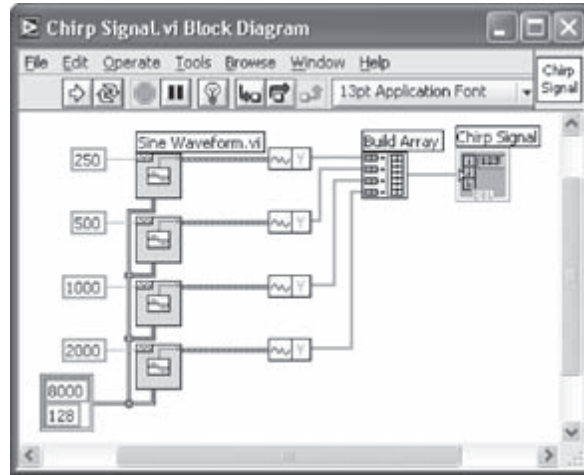 Chirp Signal.vi Block Diagram
File Edit Operate Tools Browse Window Help
Chirp
Signal
13pt Application Font
Sine Waveform.vi
Build Array
Chirp Signal
250
Y
500
Y
1000
Y
2000
Y
8000
128